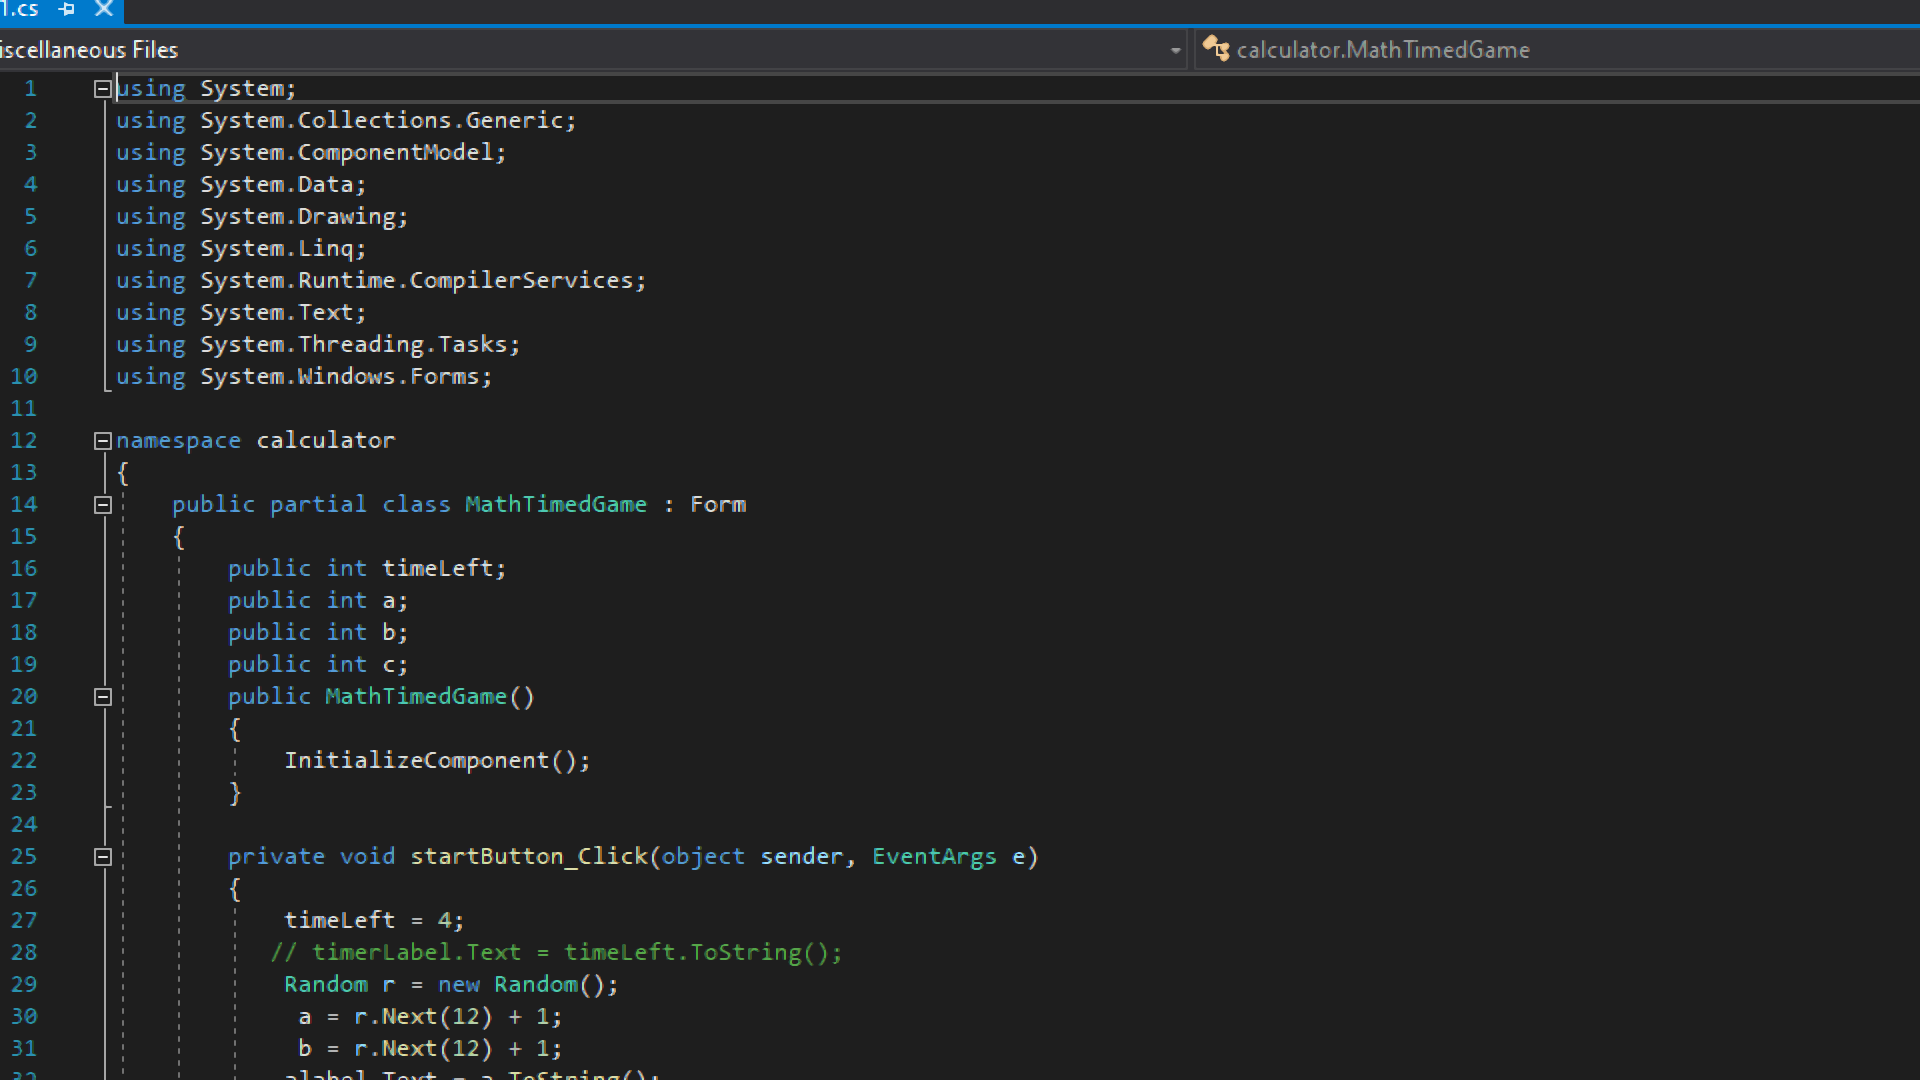 1.cs
iscellaneous Files
calculator.MathTimedGame
1 using System;
2 using System.Collections.Generic;
3 using System.ComponentModel;
4 using System.Data;
5 using System.Drawing;
6 using System.Linq;
7 using System.Runtime.CompilerServices;
8 using System.Text;
9 using System.Threading.Tasks;
10 using System.Windows.Forms;
11
12 namespace calculator
13 {
14 public partial class MathTimedGame : Form
15 {
16 public int timeLeft;
17 public int a;
18 public int b;
19 public int c;
20 public MathTimedGame()
21 {
22 InitializeComponent();
23 }
24
25 private void startButton_Click(object sender, EventArgs e)
26 {
27 timeLeft = 4;
28 // timerLabel.Text = timeLeft.ToString();
29 Random r = new Random();
30 a = r.Next(12) + 1;
31 b = r.Next(12) + 1;
32 alabel.Text = a.ToString();